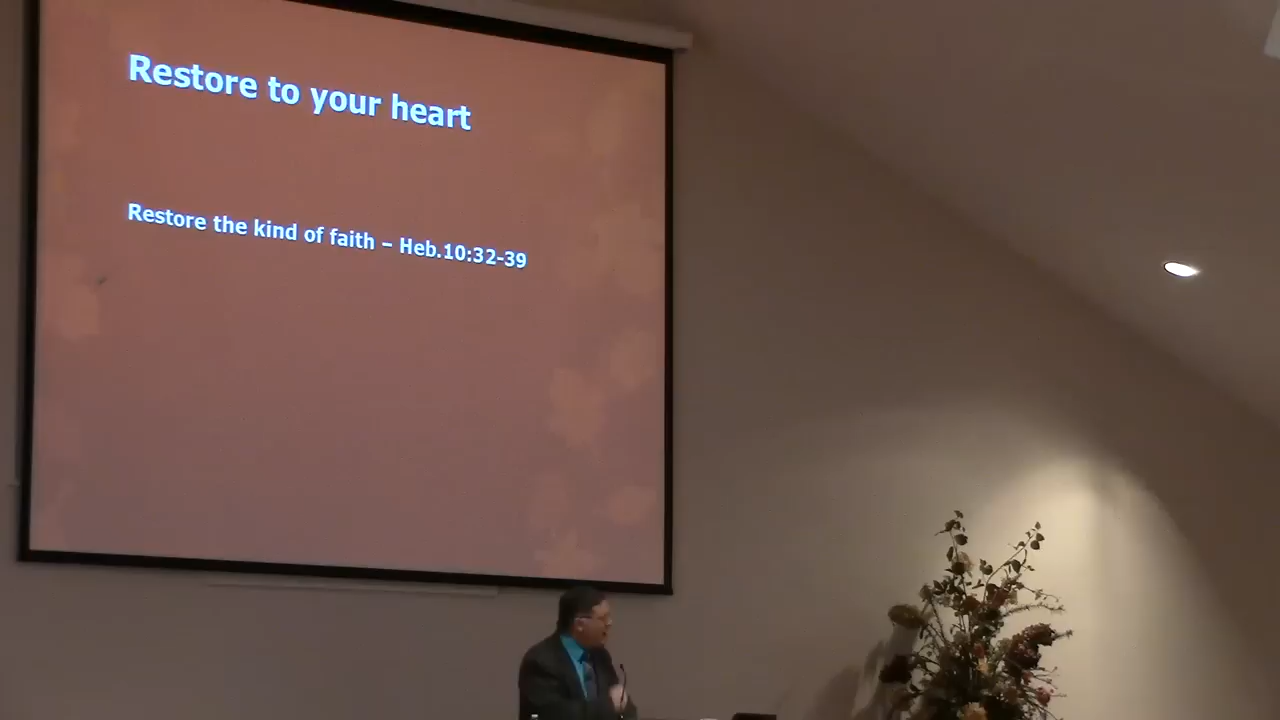 Restore to your heart
Restore the kind of faith – Heb.10:32-39